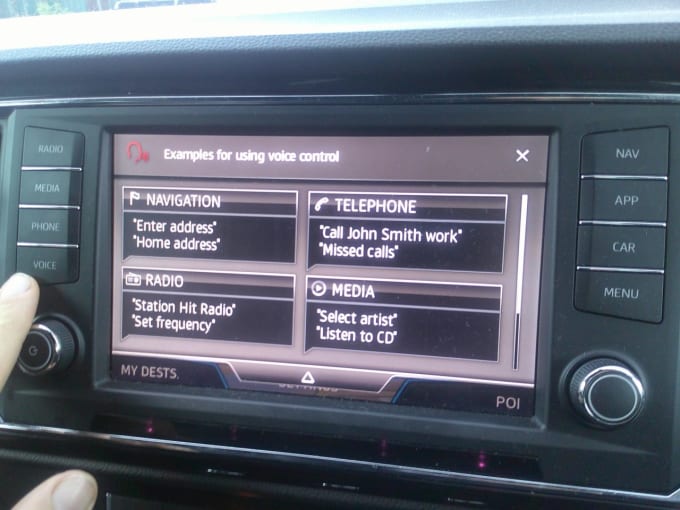 RADIO
MEDIA
PHONE
VOICE
Examples for using voice control
NAVIGATION
"Enter address"
"Home address"
TELEPHONE
"Call John Smith work"
"Missed calls"
RADIO
"Station Hit Radio"
"Set frequency"
MEDIA
"Select artist"
"Listen to CD"
MY DESTS.
POI
NAV
APP
CAR
MENU